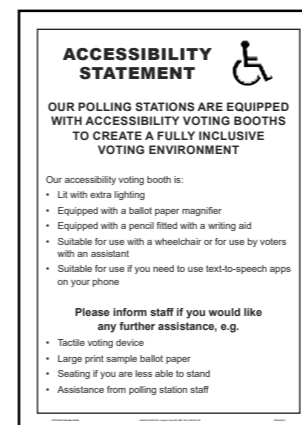 ACCESSIBILITY
STATEMENT
OUR POLLING STATIONS ARE EQUIPPED
WITH ACCESSIBILITY VOTING BOOTHS
TO CREATE A FULLY INCLUSIVE
VOTING ENVIRONMENT
Our accessibility voting booth is:
• Lit with extra lighting
• Equipped with a ballot paper magnifier
• Equipped with a pencil fitted with a writing aid
• Suitable for use with a wheelchair or for use by voters
with an assistant
• Suitable for use if you need to use text-to-speech apps
on your phone
Please inform staff if you would like
any further assistance, e.g.
• Tactile voting device
• Large print sample ballot paper
• Seating if you are less able to stand
• Assistance from polling station staff